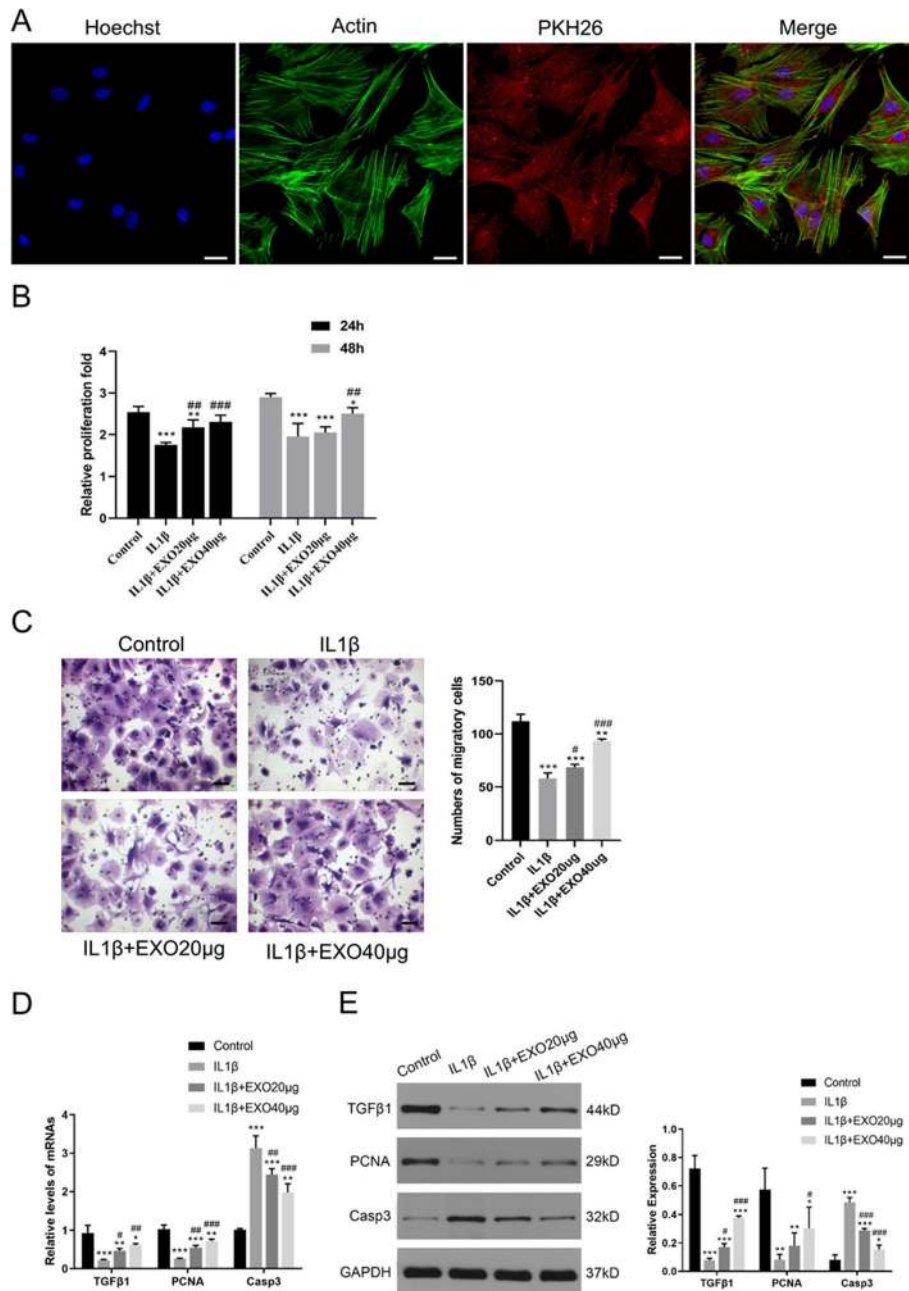 A
Hoechst Actin PKH26 Merge
B
24h
48h
Relative proliferation fold
4
3
2
1
0
*** ## ** ### *** *** ## *
Control IL1β IL1β+EXO20μg IL1β+EXO40μg Control IL1β IL1β+EXO20μg IL1β+EXO40μg
C
Control IL1β
IL1β+EXO20μg IL1β+EXO40μg
Numbers of migratory cells
150
100
50
0
*** # *** ### **
Control IL1β IL1β+EXO20ug IL1β+EXO40ug
D
Control
IL1β
IL1β+EXO20μg
IL1β+EXO40μg
Relative levels of mRNAs
4
3
2
1
0
*** # ** ## * *** ## *** ### ** *** ## *** ### **
TGFβ1 PCNA Casp3
E
Control IL1β IL1β+EXO20μg IL1β+EXO40μg
TGFβ1 44kD
PCNA 29kD
Casp3 32kD
GAPDH 37kD
Control
IL1β
IL1β+EXO20μg
IL1β+EXO40μg
Relative Expression
0.8
0.6
0.4
0.2
0.0
*** # *** ### *** ** ** # * *** ### *** ### *
TGFβ1 PCNA Casp3